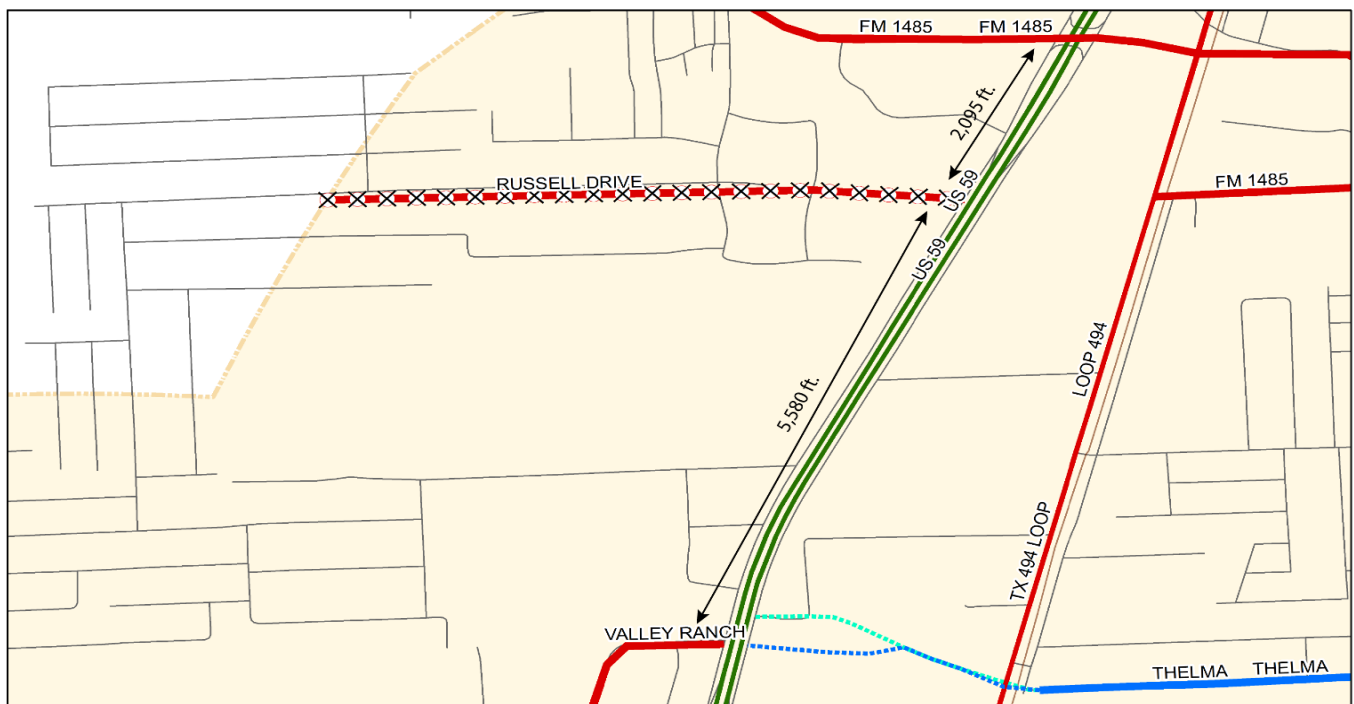 FM 1485
FM 1485
2,095 ft.
RUSSELL DRIVE
US 59
FM 1485
US 59
LOOP 494
5,580 ft.
TX 494 LOOP
VALLEY RANCH
THELMA
THELMA